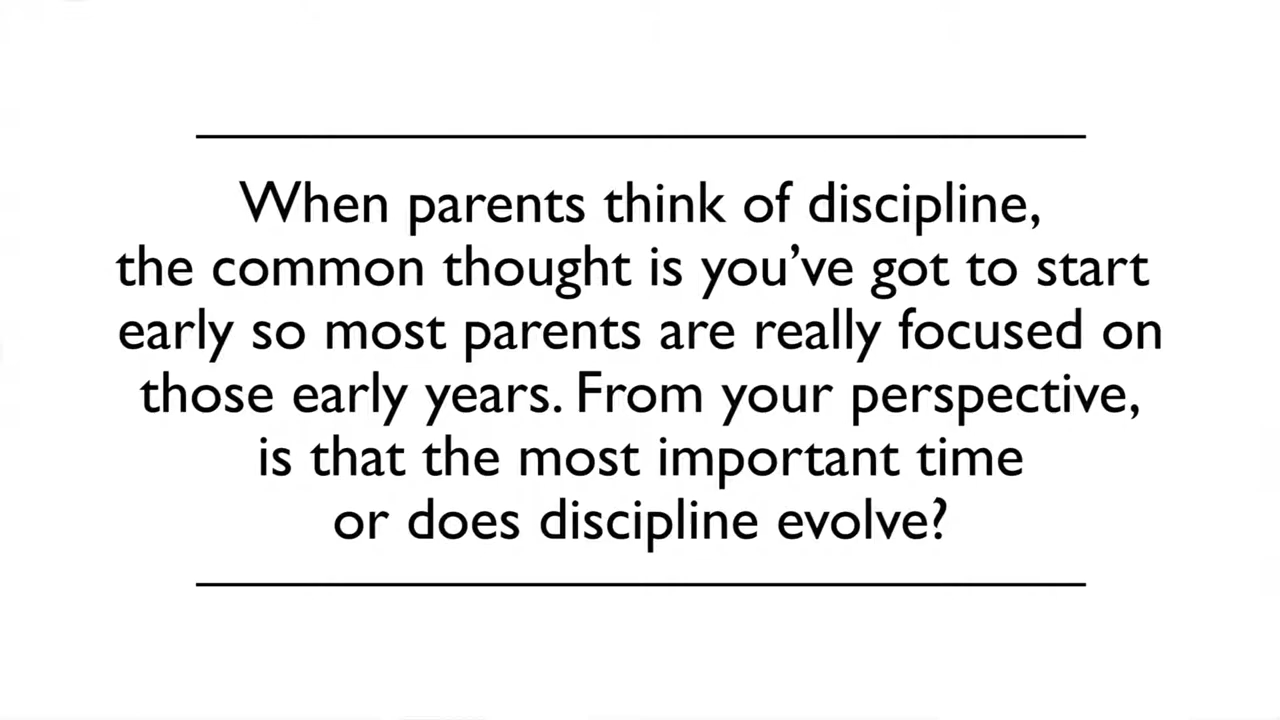 When parents think of discipline,
the common thought is you’ve got to start
early so most parents are really focused on
those early years. From your perspective,
is that the most important time
or does discipline evolve?